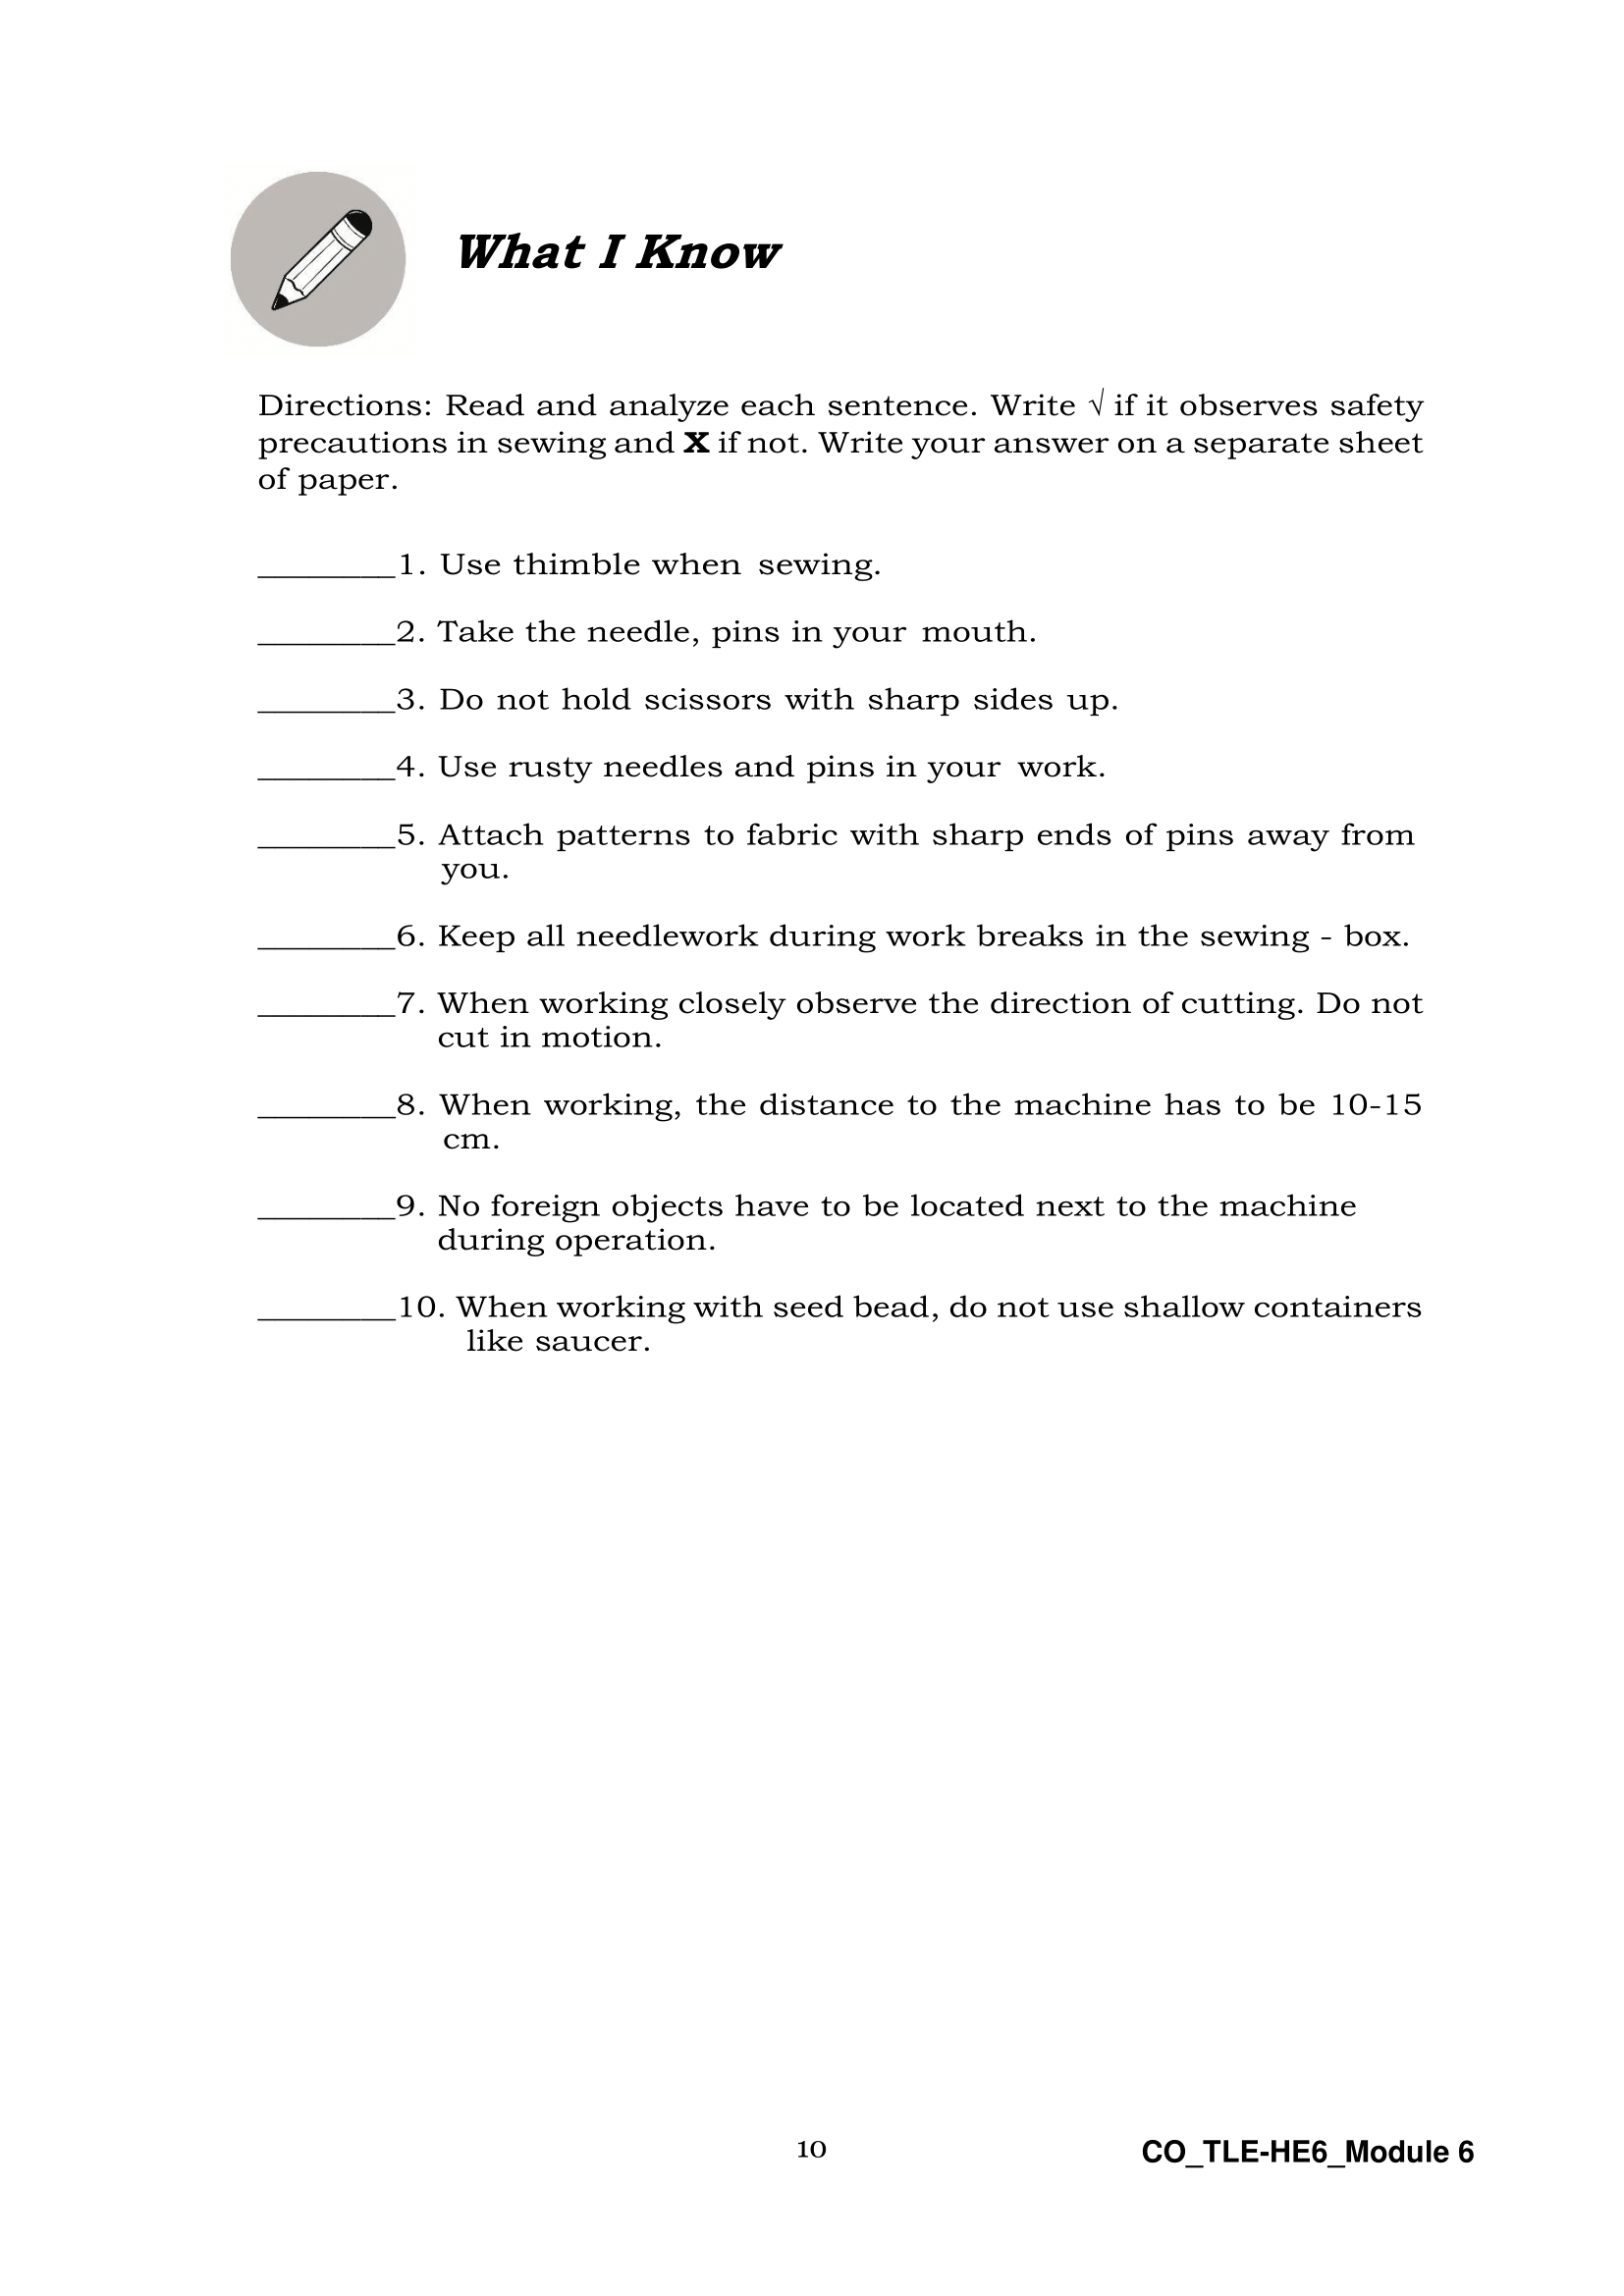 What I Know
Directions: Read and analyze each sentence. Write √ if it observes safety
precautions in sewing and X if not. Write your answer on a separate sheet
of paper.
________1. Use thimble when sewing.
________2. Take the needle, pins in your mouth.
________3. Do not hold scissors with sharp sides up.
________4. Use rusty needles and pins in your work.
________5. Attach patterns to fabric with sharp ends of pins away from
you.
________6. Keep all needlework during work breaks in the sewing - box.
________7. When working closely observe the direction of cutting. Do not
cut in motion.
________8. When working, the distance to the machine has to be 10-15
cm.
________9. No foreign objects have to be located next to the machine
during operation.
________10. When working with seed bead, do not use shallow containers
like saucer.
10
CO_TLE-HE6_Module 6